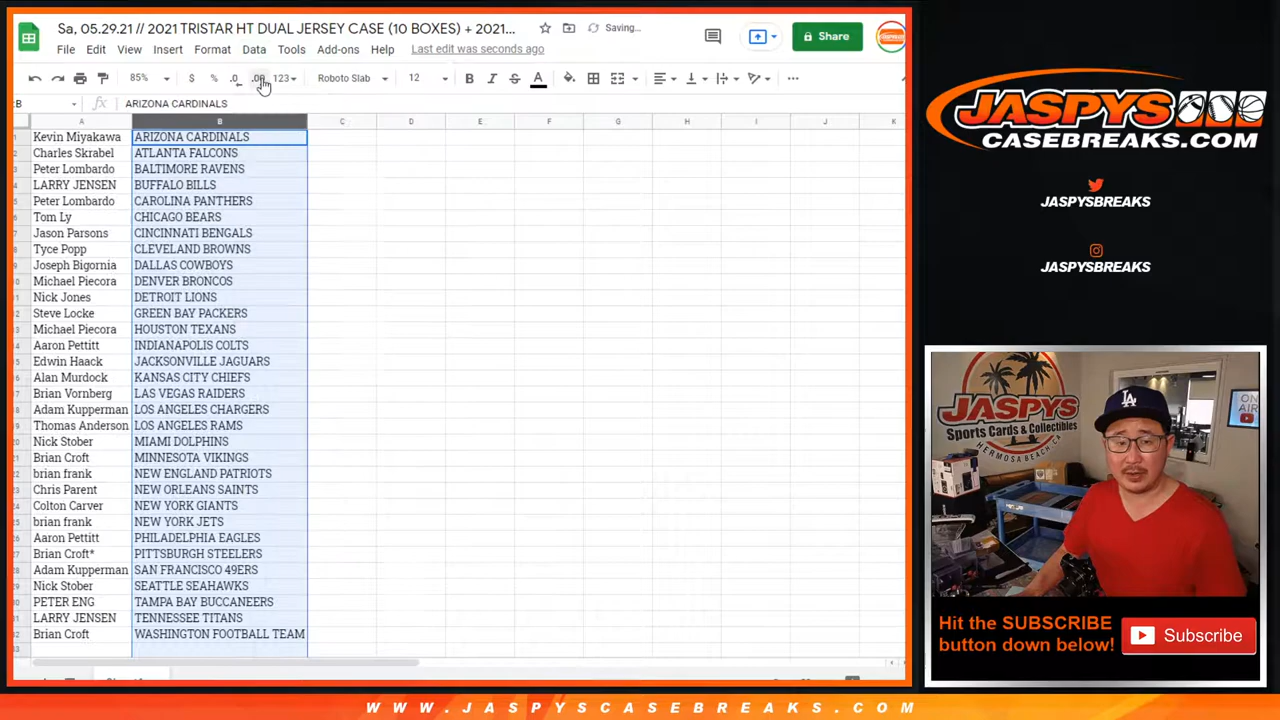 Sa, 05.29.21 // 2021 TRISTAR HT DUAL JERSEY CASE (10 BOXES) + 2021...
Saving...
Share
File Edit View Insert Format Data Tools Add-ons Help Last edit was seconds ago
85% $ % .0 .00 123 Roboto Slab 12 B I S A
ARIZONA CARDINALS
A B C D E F G H I J K
Kevin Miyakawa ARIZONA CARDINALS
Charles Skrabel ATLANTA FALCONS
Peter Lombardo BALTIMORE RAVENS
LARRY JENSEN BUFFALO BILLS
Peter Lombardo CAROLINA PANTHERS
Tom Ly CHICAGO BEARS
Jason Parsons CINCINNATI BENGALS
Tyce Popp CLEVELAND BROWNS
Joseph Bigornia DALLAS COWBOYS
Michael Piecora DENVER BRONCOS
Nick Jones DETROIT LIONS
Steve Locke GREEN BAY PACKERS
Michael Piecora HOUSTON TEXANS
Aaron Pettitt INDIANAPOLIS COLTS
Edwin Haack JACKSONVILLE JAGUARS
Alan Murdock KANSAS CITY CHIEFS
Brian Vornberg LAS VEGAS RAIDERS
Adam Kupperman LOS ANGELES CHARGERS
Thomas Anderson LOS ANGELES RAMS
Nick Stober MIAMI DOLPHINS
Brian Croft MINNESOTA VIKINGS
brian frank NEW ENGLAND PATRIOTS
Chris Parent NEW ORLEANS SAINTS
Colton Carver NEW YORK GIANTS
brian frank NEW YORK JETS
Aaron Pettitt PHILADELPHIA EAGLES
Brian Croft* PITTSBURGH STEELERS
Adam Kupperman SAN FRANCISCO 49ERS
Nick Stober SEATTLE SEAHAWKS
PETER ENG TAMPA BAY BUCCANEERS
LARRY JENSEN TENNESSEE TITANS
Brian Croft WASHINGTON FOOTBALL TEAM
JASPYS
CASEBREAKS.COM
JASPYSBREAKS
JASPYSBREAKS
JASPYS
Sports Cards & Collectibles
HERMOSA BEACH, CA
ON
AIR
LA
Hit the SUBSCRIBE
button down below!
Subscribe
WWW.JASPYSCASEBREAKS.COM